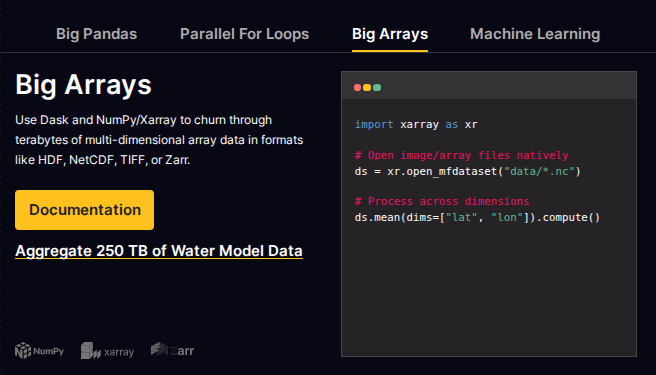 Big Pandas
Parallel For Loops
Big Arrays
Machine Learning
Big Arrays
Use Dask and NumPy/Xarray to churn through
terabytes of multi-dimensional array data in formats
like HDF, NetCDF, TIFF, or Zarr.
Documentation
Aggregate 250 TB of Water Model Data
NumPy
xarray
Zarr
import xarray as xr
# Open image/array files natively
ds = xr.open_mfdataset("data/*.nc")
# Process across dimensions
ds.mean(dims=["lat", "lon"]).compute()